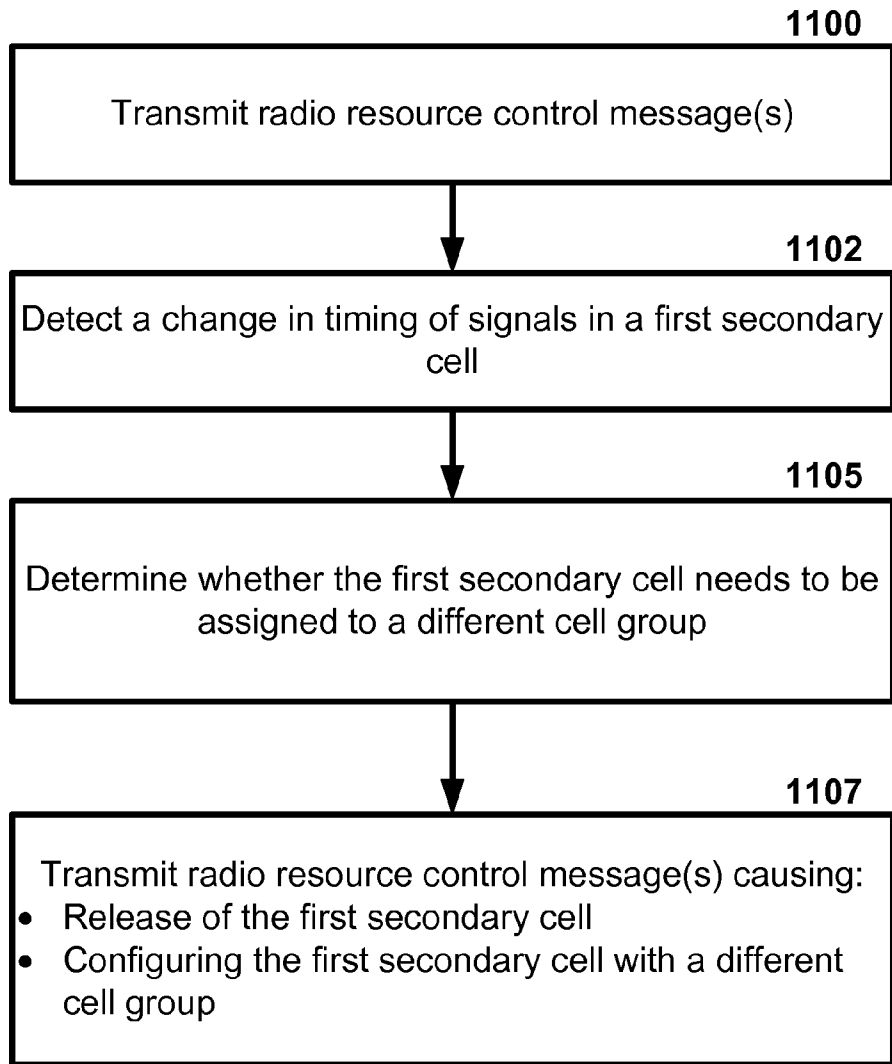 1100
Transmit radio resource control message(s)
1102
Detect a change in timing of signals in a first secondary
cell
1105
Determine whether the first secondary cell needs to be
assigned to a different cell group
1107
Transmit radio resource control message(s) causing:
• Release of the first secondary cell
• Configuring the first secondary cell with a different
cell group